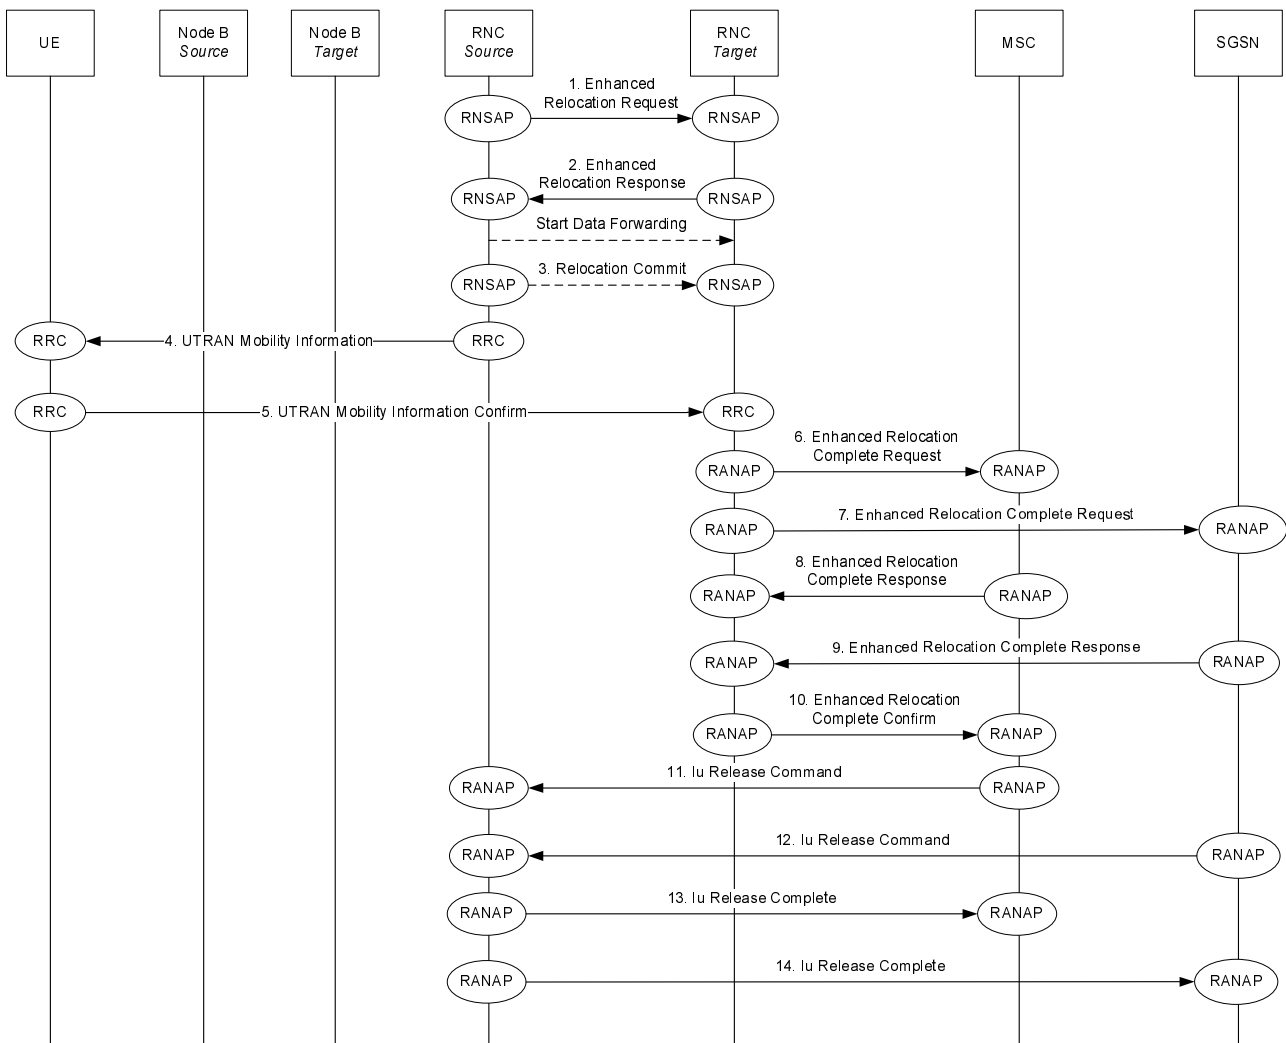 UE
Node B
Source
Node B
Target
RNC
Source
RNC
Target
MSC
SGSN
1. Enhanced
Relocation Request
RNSAP
RNSAP
2. Enhanced
Relocation Response
RNSAP
RNSAP
Start Data Forwarding
3. Relocation Commit
RNSAP
RNSAP
RRC
4. UTRAN Mobility Information
RRC
RRC
5. UTRAN Mobility Information Confirm
RRC
6. Enhanced Relocation
Complete Request
RANAP
RANAP
7. Enhanced Relocation Complete Request
RANAP
RANAP
8. Enhanced Relocation
Complete Response
RANAP
RANAP
9. Enhanced Relocation Complete Response
RANAP
RANAP
10. Enhanced Relocation
Complete Confirm
RANAP
RANAP
11. Iu Release Command
RANAP
RANAP
12. Iu Release Command
RANAP
RANAP
13. Iu Release Complete
RANAP
RANAP
14. Iu Release Complete
RANAP
RANAP